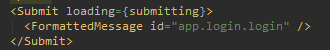 <Submit loading={submitting}>
<FormattedMessage id="app.login.login" />
</Submit>